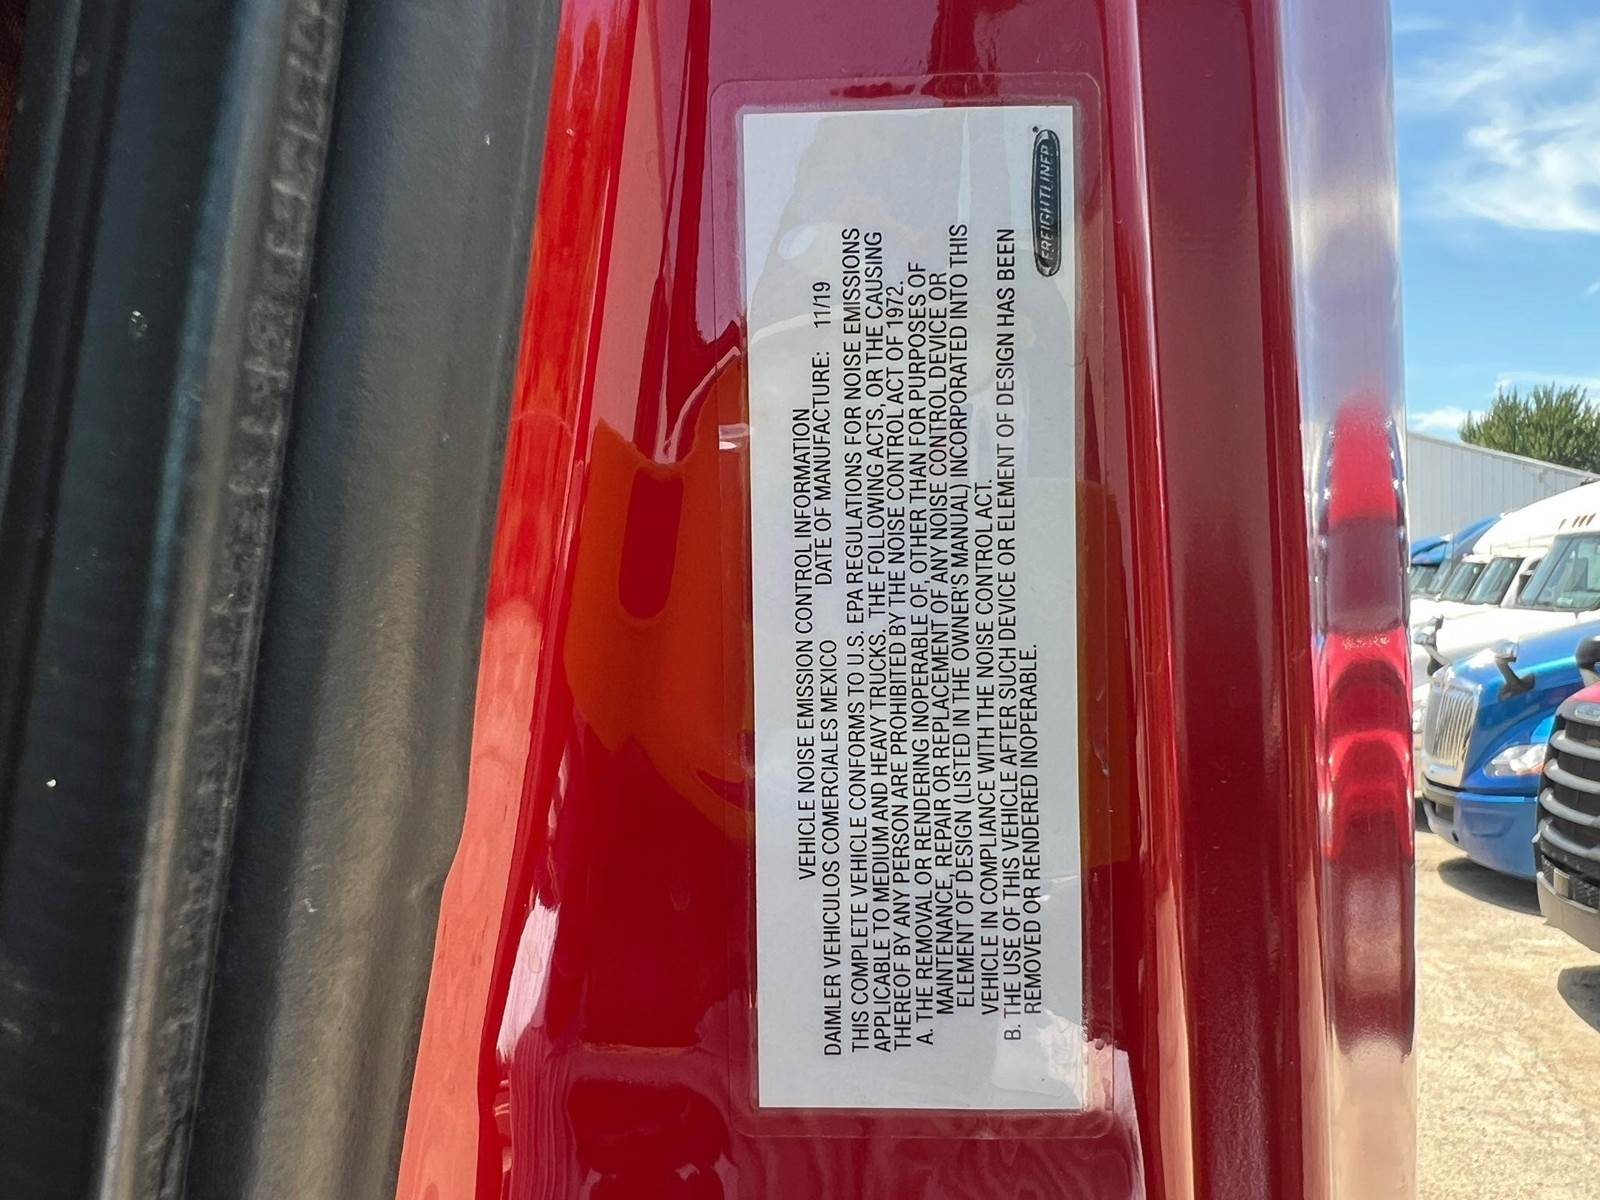 FREIGHTLINER
VEHICLE NOISE EMISSION CONTROL INFORMATION
DAIMLER VEHICULOS COMERCIALES MEXICO DATE OF MANUFACTURE: 11/19
THIS COMPLETE VEHICLE CONFORMS TO U.S. EPA REGULATIONS FOR NOISE EMISSIONS
APPLICABLE TO MEDIUM AND HEAVY TRUCKS. THE FOLLOWING ACTS, OR THE CAUSING
THEREOF BY ANY PERSON ARE PROHIBITED BY THE NOISE CONTROL ACT OF 1972.
A. THE REMOVAL OR RENDERING INOPERABLE OF, OTHER THAN FOR PURPOSES OF
MAINTENANCE, REPAIR OR REPLACEMENT OF ANY NOISE CONTROL DEVICE OR
ELEMENT OF DESIGN (LISTED IN THE OWNER'S MANUAL) INCORPORATED INTO THIS
VEHICLE IN COMPLIANCE WITH THE NOISE CONTROL ACT.
B. THE USE OF THIS VEHICLE AFTER SUCH DEVICE OR ELEMENT OF DESIGN HAS BEEN
REMOVED OR RENDERED INOPERABLE.